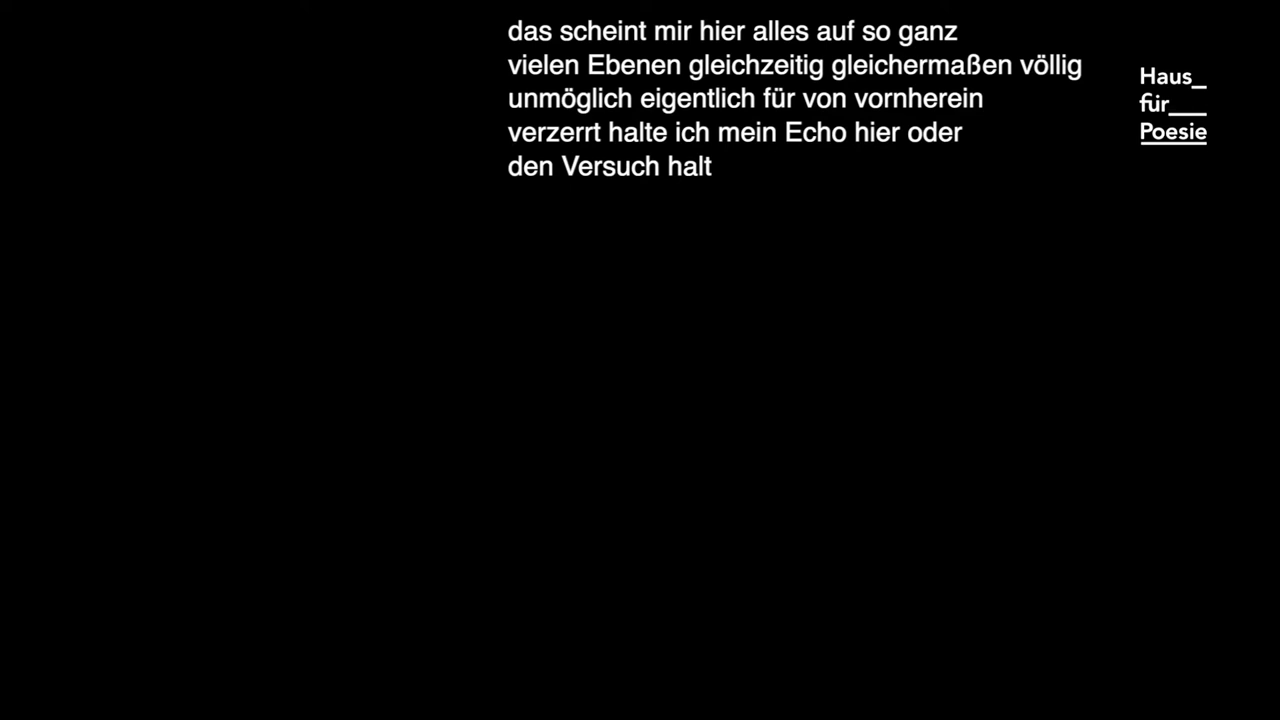 das scheint mir hier alles auf so ganz
vielen Ebenen gleichzeitig gleichermaßen völlig
unmöglich eigentlich für von vornherein
verzerrt halte ich mein Echo hier oder
den Versuch halt
Haus_
für__
Poesie